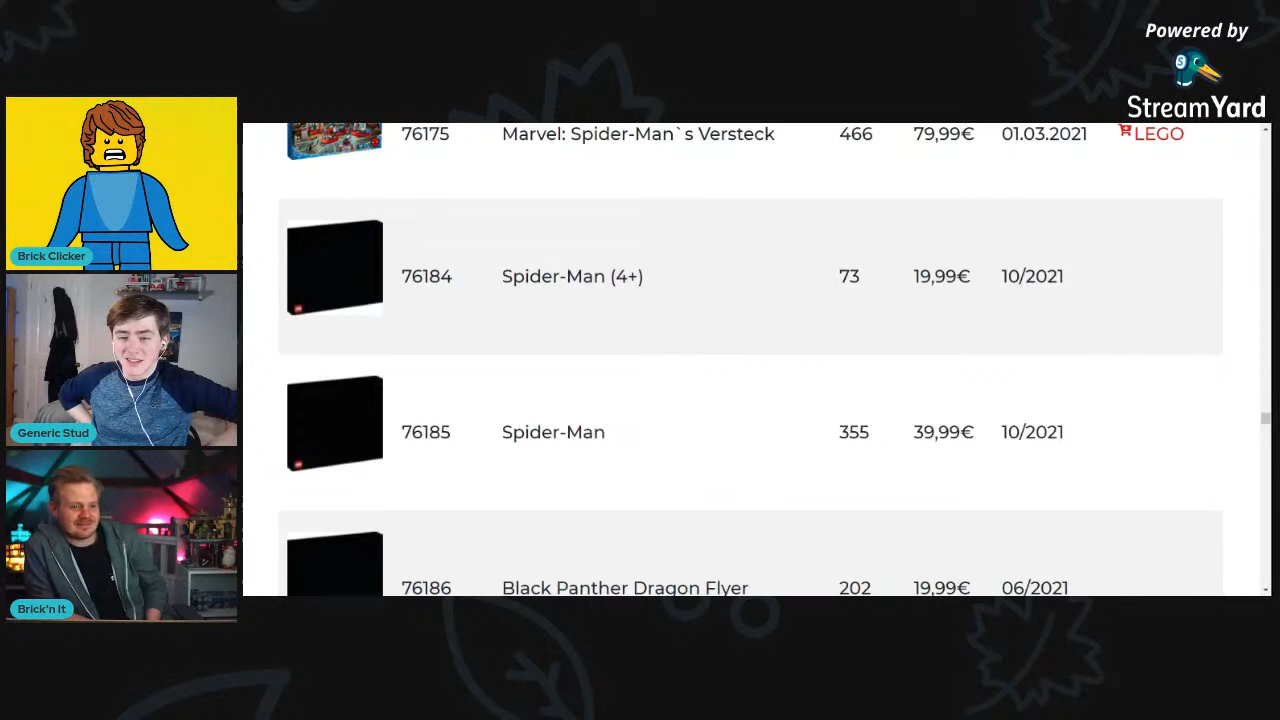 Powered by
StreamYard
76175 Marvel: Spider-Man`s Versteck 466 79,99€ 01.03.2021 LEGO
76184 Spider-Man (4+) 73 19,99€ 10/2021
76185 Spider-Man 355 39,99€ 10/2021
76186 Black Panther Dragon Flyer 202 19,99€ 06/2021
Brick Clicker
Generic Stud
Brick'n It